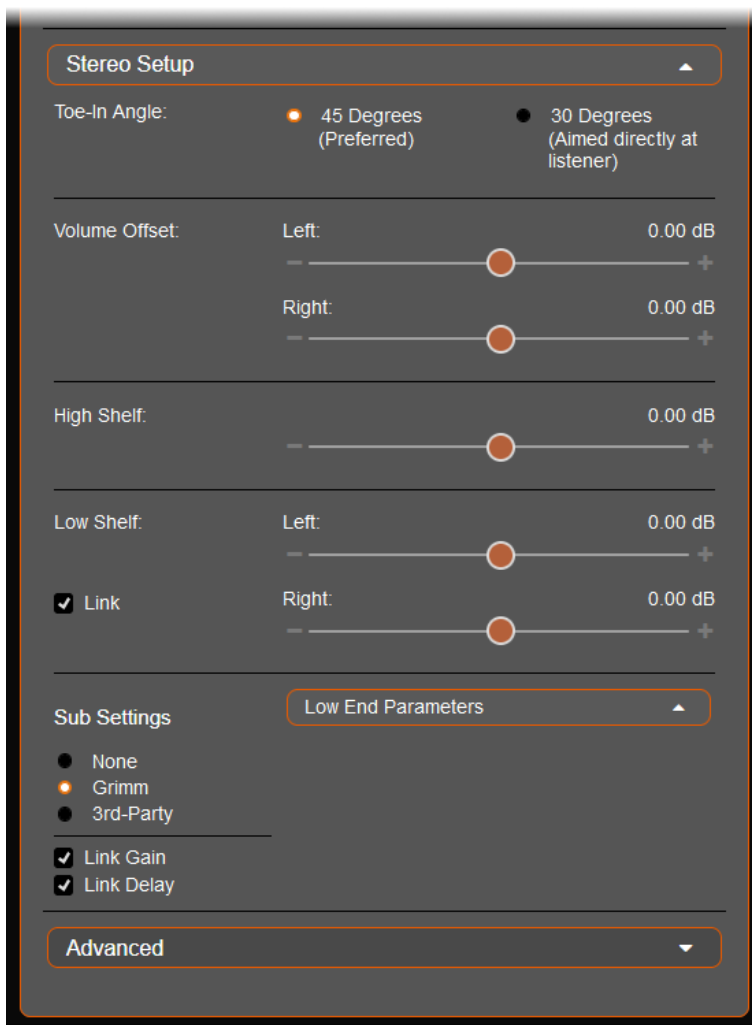 Stereo Setup
Toe-In Angle:
45 Degrees
(Preferred)
30 Degrees
(Aimed directly at
listener)
Volume Offset:
Left:
0.00 dB
Right:
0.00 dB
High Shelf:
0.00 dB
Low Shelf:
Left:
0.00 dB
Link
Right:
0.00 dB
Sub Settings
Low End Parameters
None
Grimm
3rd-Party
Link Gain
Link Delay
Advanced